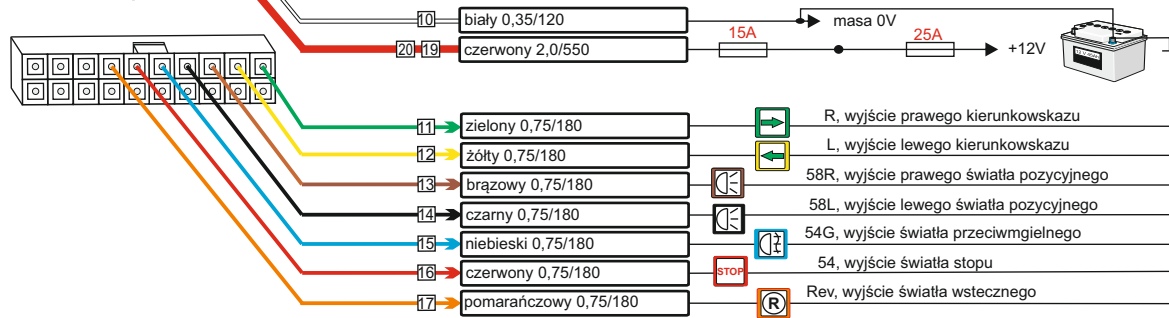 10 biały 0,35/120 masa 0V
20 19 czerwony 2,0/550 15A 25A +12V
11 zielony 0,75/180 R, wyjście prawego kierunkowskazu
12 żółty 0,75/180 L, wyjście lewego kierunkowskazu
13 brązowy 0,75/180 58R, wyjście prawego światła pozycyjnego
14 czarny 0,75/180 58L, wyjście lewego światła pozycyjnego
15 niebieski 0,75/180 54G, wyjście światła przeciwmgielnego
16 czerwony 0,75/180 STOP 54, wyjście światła stopu
17 pomarańczowy 0,75/180 R Rev, wyjście światła wstecznego